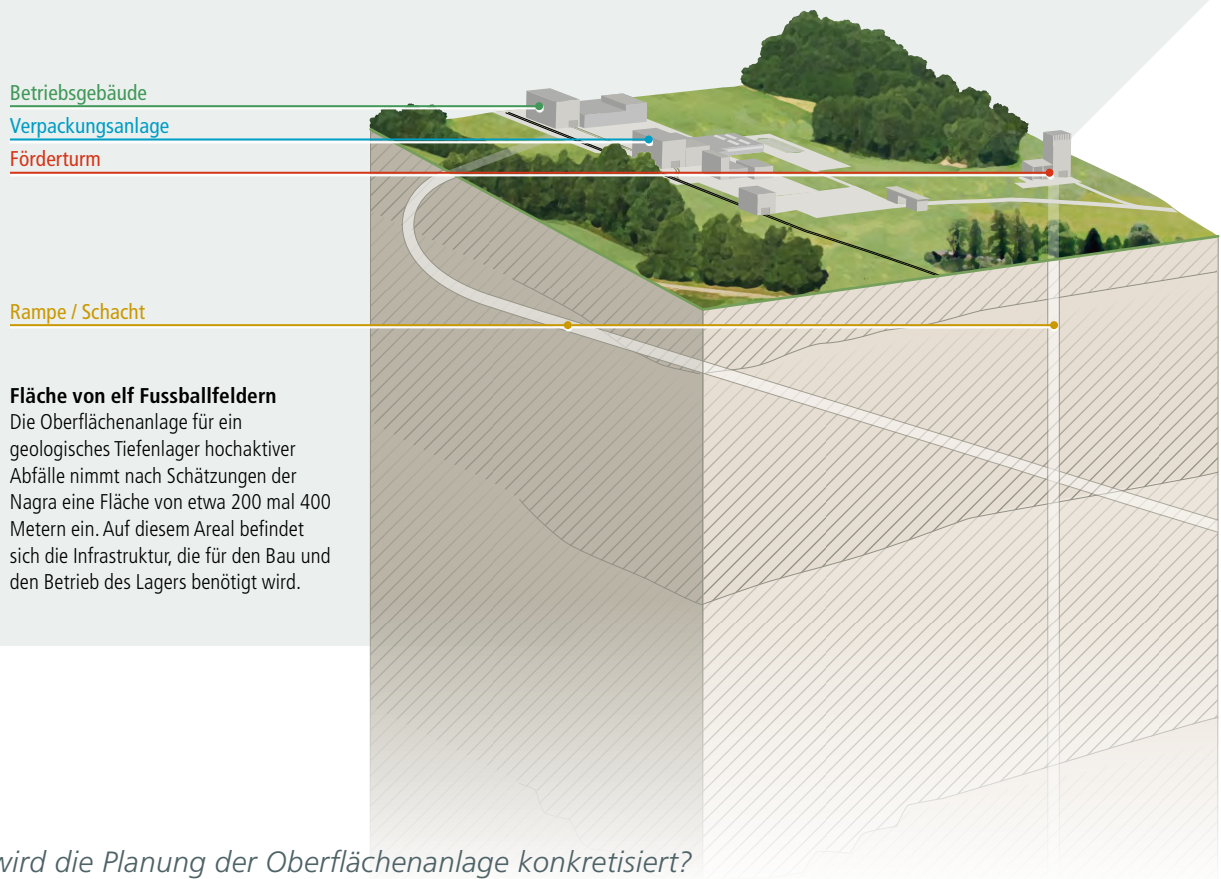 Betriebsgebäude
Verpackungsanlage
Förderturm
Rampe / Schacht
Fläche von elf Fussballfeldern
Die Oberflächenanlage für ein
geologisches Tiefenlager hochaktiver
Abfälle nimmt nach Schätzungen der
Nagra eine Fläche von etwa 200 mal 400
Metern ein. Auf diesem Areal befindet
sich die Infrastruktur, die für den Bau und
den Betrieb des Lagers benötigt wird.
wird die Planung der Oberflächenanlage konkretisiert?